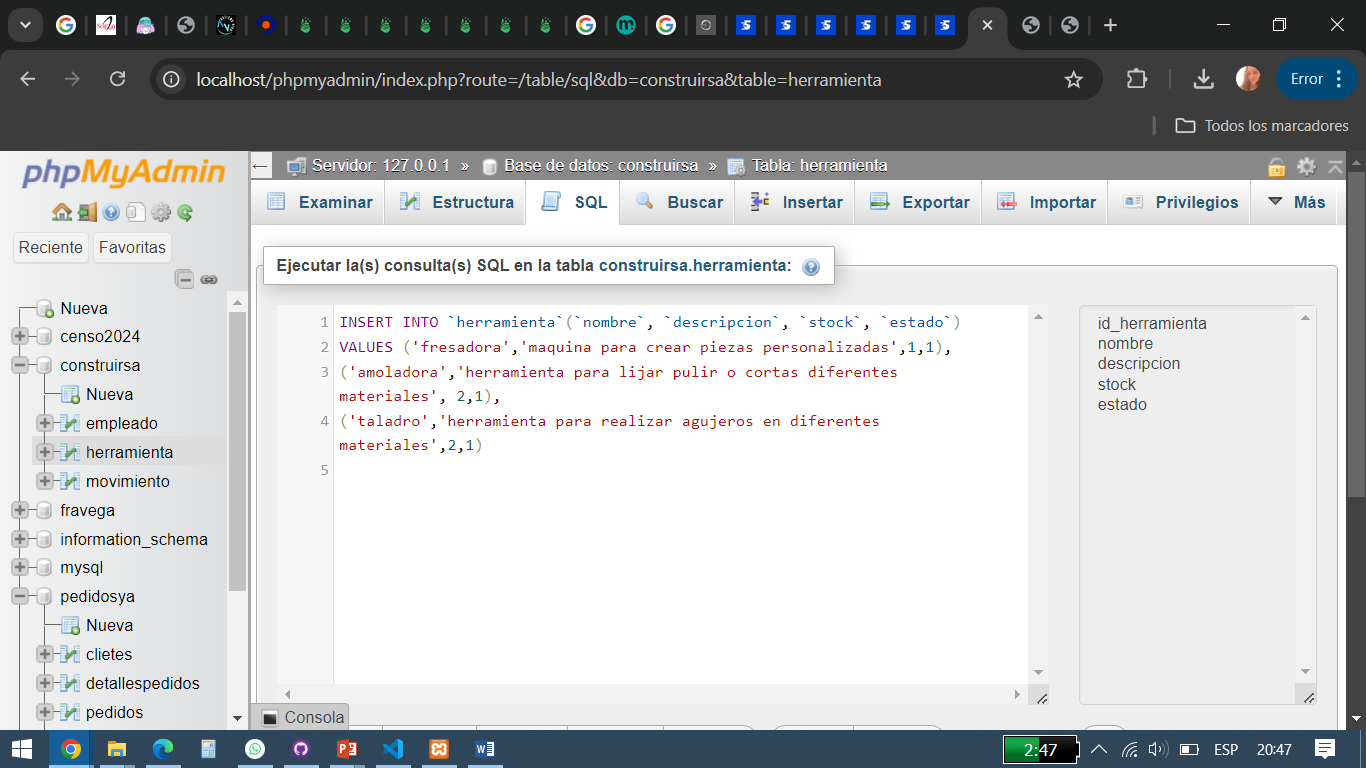 Error
localhost/phpmyadmin/index.php?route=/table/sql&db=construirsa&table=herramienta
Todos los marcadores
phpMyAdmin
Reciente
Favoritas
Nueva
censo2024
construirsa
Nueva
empleado
herramienta
movimiento
fravega
information_schema
mysql
pedidosya
Nueva
clietes
detallespedidos
pedidos
Servidor: 127.0.0.1 » Base de datos: construirsa » Tabla: herramienta
Examinar Estructura SQL Buscar Insertar Exportar Importar Privilegios Más
Ejecutar la(s) consulta(s) SQL en la tabla construirsa.herramienta:
1 INSERT INTO `herramienta`(`nombre`, `descripcion`, `stock`, `estado`)
2 VALUES ('fresadora','maquina para crear piezas personalizadas',1,1),
3 ('amoladora','herramienta para lijar pulir o cortas diferentes
materiales', 2,1),
4 ('taladro','herramienta para realizar agujeros en diferentes
materiales',2,1)
5
id_herramienta
nombre
descripcion
stock
estado
Consola
2:47
ESP
20:47